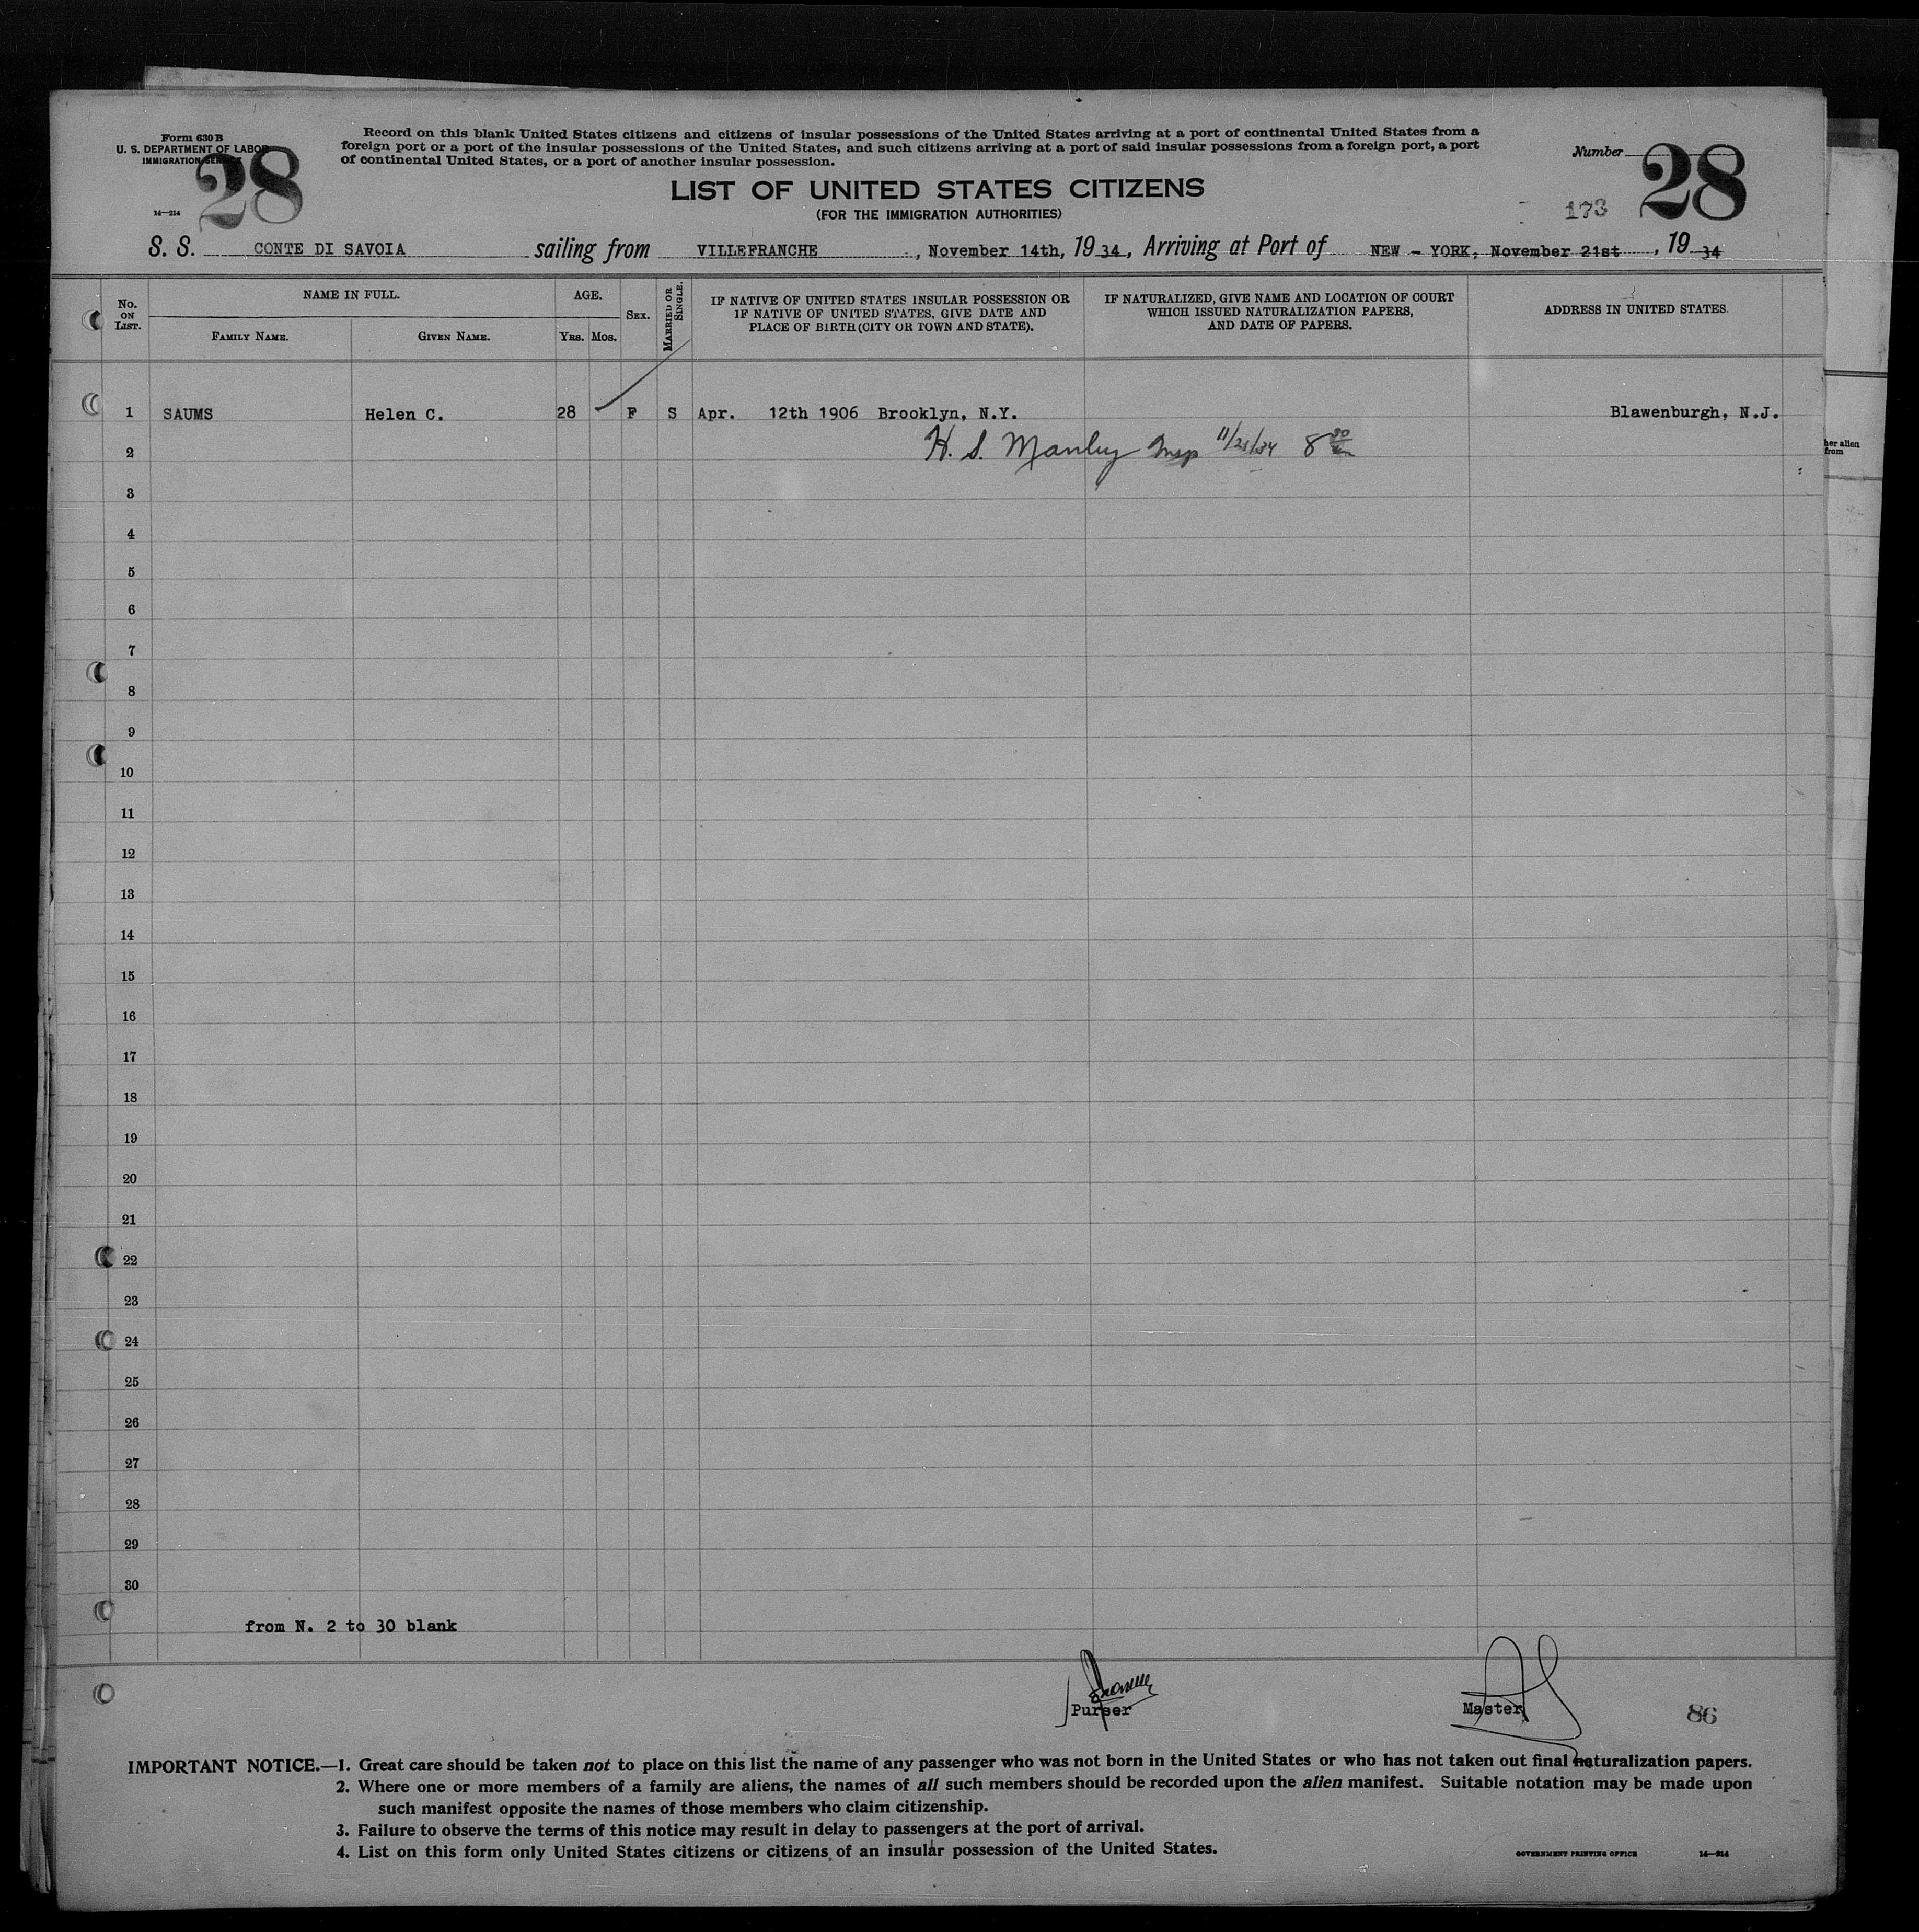 Form 630 B
U. S. DEPARTMENT OF LABOR
IMMIGRATION SERVICE
28
14—214
Record on this blank United States citizens and citizens of insular possessions of the United States arriving at a port of continental United States from a
foreign port or a port of the insular possessions of the United States, and such citizens arriving at a port of said insular possessions from a foreign port, a port
of continental United States, or a port of another insular possession.
Number
28
173
LIST OF UNITED STATES CITIZENS
(FOR THE IMMIGRATION AUTHORITIES)
S. S. CONTE DI SAVOIA sailing from VILLEFRANCHE, November 14th, 1934, Arriving at Port of NEW - YORK, November 21st, 1934
No. ON LIST.
NAME IN FULL.
FAMILY NAME.
GIVEN NAME.
AGE.
YRS. MOS.
SEX.
MARRIED OR SINGLE.
IF NATIVE OF UNITED STATES INSULAR POSSESSION OR
IF NATIVE OF UNITED STATES, GIVE DATE AND
PLACE OF BIRTH (CITY OR TOWN AND STATE).
IF NATURALIZED, GIVE NAME AND LOCATION OF COURT
WHICH ISSUED NATURALIZATION PAPERS,
AND DATE OF PAPERS.
ADDRESS IN UNITED STATES.
1 SAUMS Helen C. 28 F S Apr. 12th 1906 Brooklyn, N.Y. Blawenburgh, N.J.
2 H. S. Manley Insp 11/21/34 8 30
3
4
5
6
7
8
9
10
11
12
13
14
15
16
17
18
19
20
21
22
23
24
25
26
27
28
29
30
from N. 2 to 30 blank
Purser
Master
86
IMPORTANT NOTICE.—1. Great care should be taken not to place on this list the name of any passenger who was not born in the United States or who has not taken out final naturalization papers.
2. Where one or more members of a family are aliens, the names of all such members should be recorded upon the alien manifest. Suitable notation may be made upon
such manifest opposite the names of those members who claim citizenship.
3. Failure to observe the terms of this notice may result in delay to passengers at the port of arrival.
4. List on this form only United States citizens or citizens of an insular possession of the United States.
GOVERNMENT PRINTING OFFICE
14—214
her alien
from